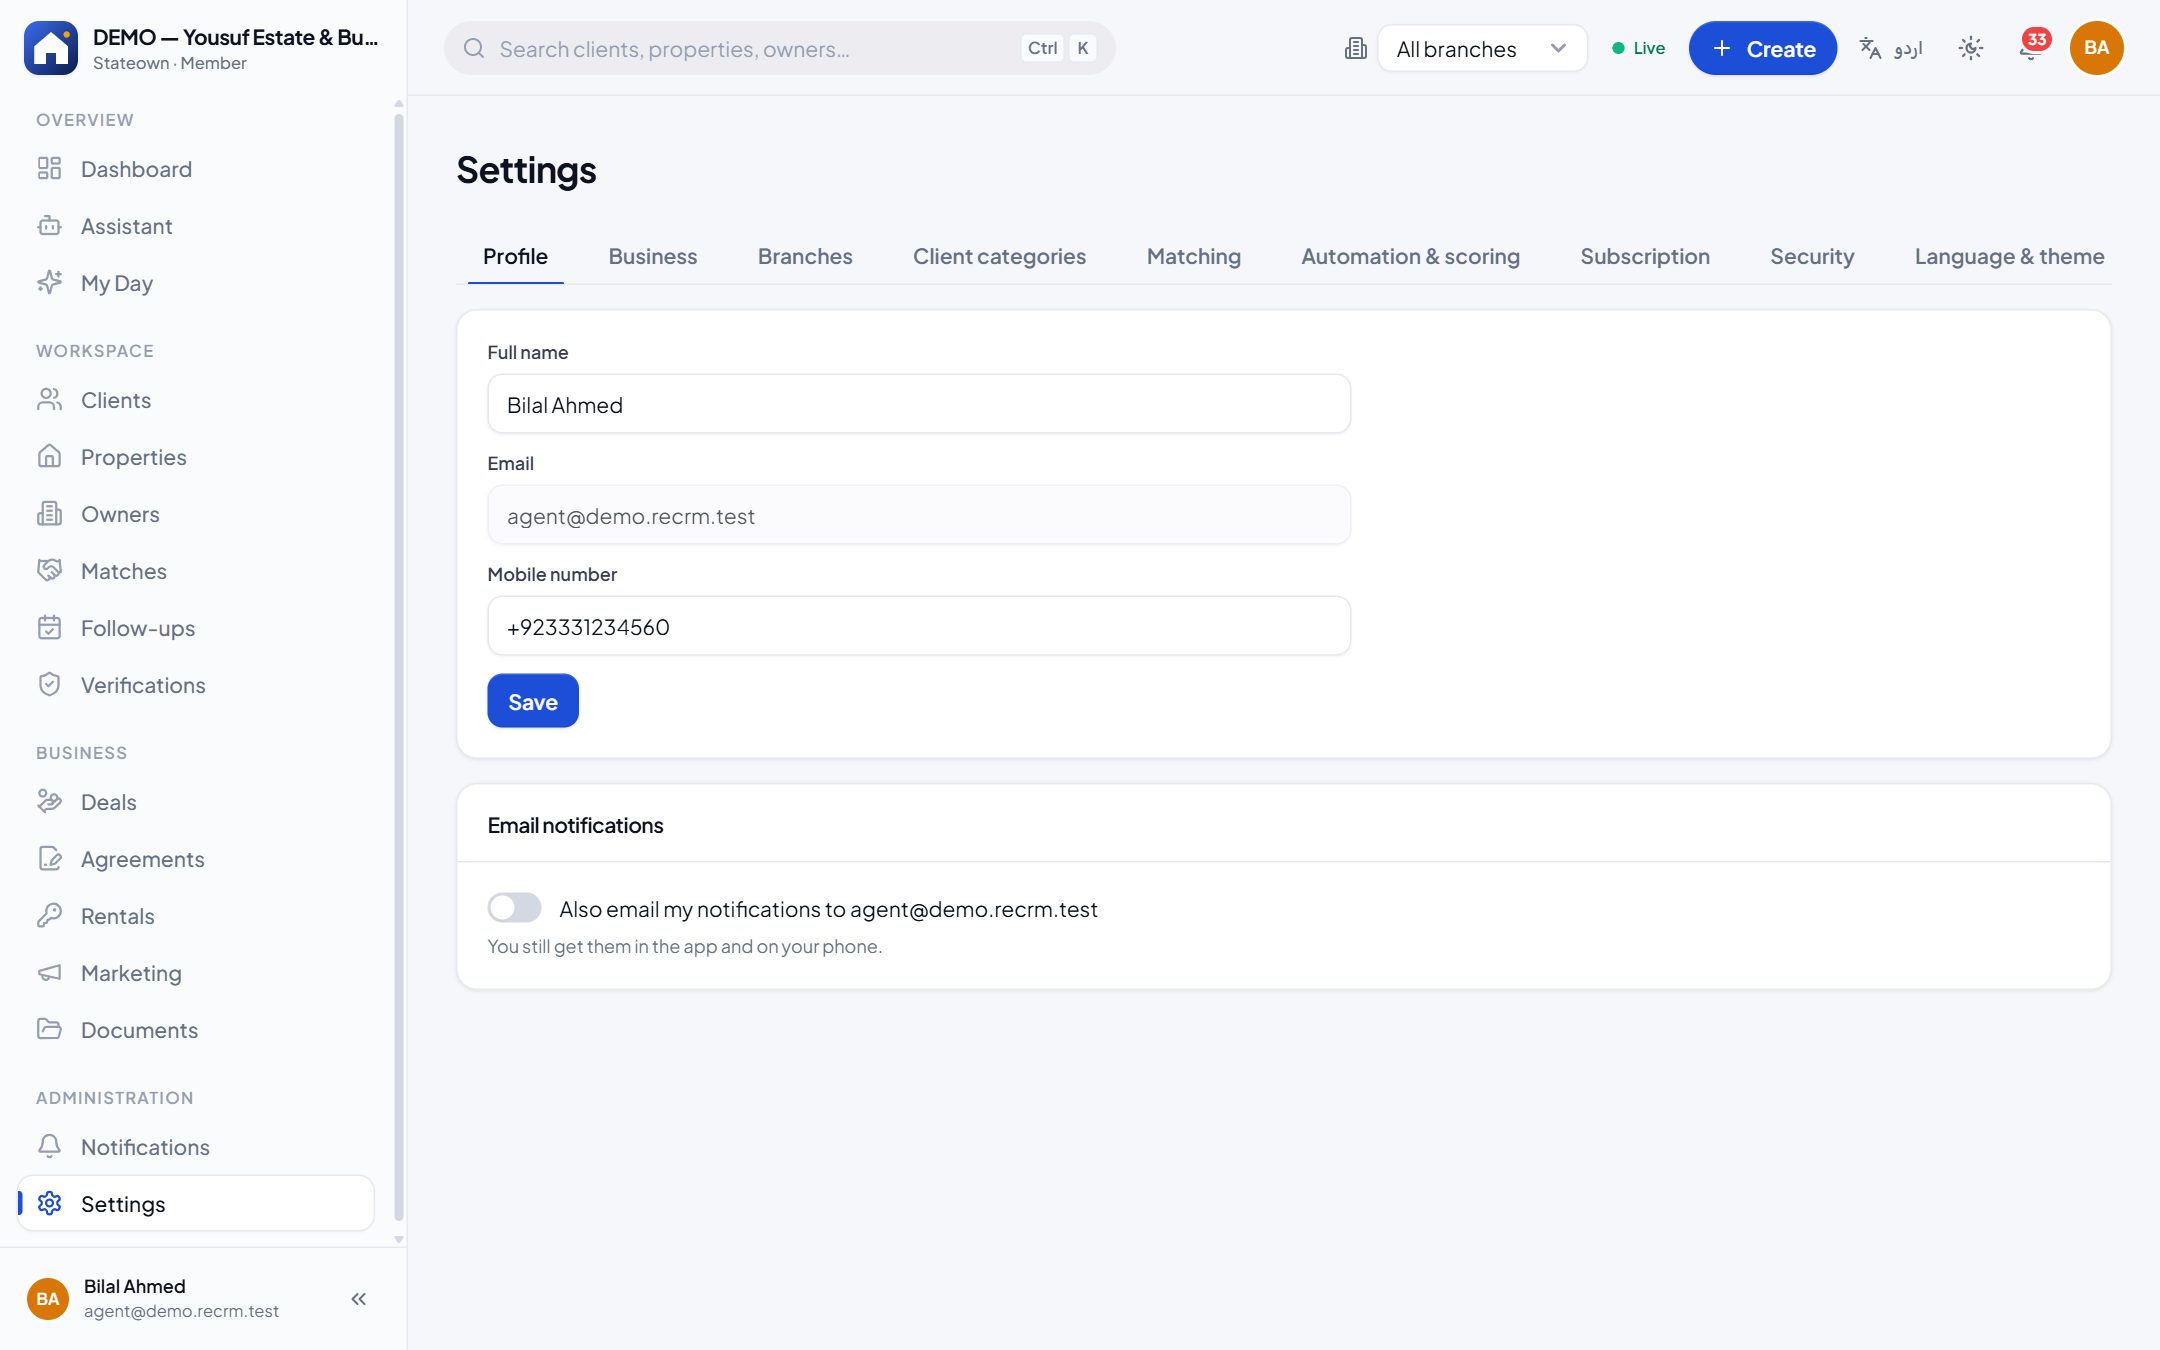 DEMO — Yousuf Estate & Bu...
Stateown · Member
OVERVIEW
Dashboard
Assistant
My Day
WORKSPACE
Clients
Properties
Owners
Matches
Follow-ups
Verifications
BUSINESS
Deals
Agreements
Rentals
Marketing
Documents
ADMINISTRATION
Notifications
Settings
BA
Bilal Ahmed
agent@demo.recrm.test
Search clients, properties, owners...
Ctrl K
All branches
Live
+ Create
اردو
33
BA
Settings
Profile
Business
Branches
Client categories
Matching
Automation & scoring
Subscription
Security
Language & theme
Full name
Bilal Ahmed
Email
agent@demo.recrm.test
Mobile number
+923331234560
Save
Email notifications
Also email my notifications to agent@demo.recrm.test
You still get them in the app and on your phone.